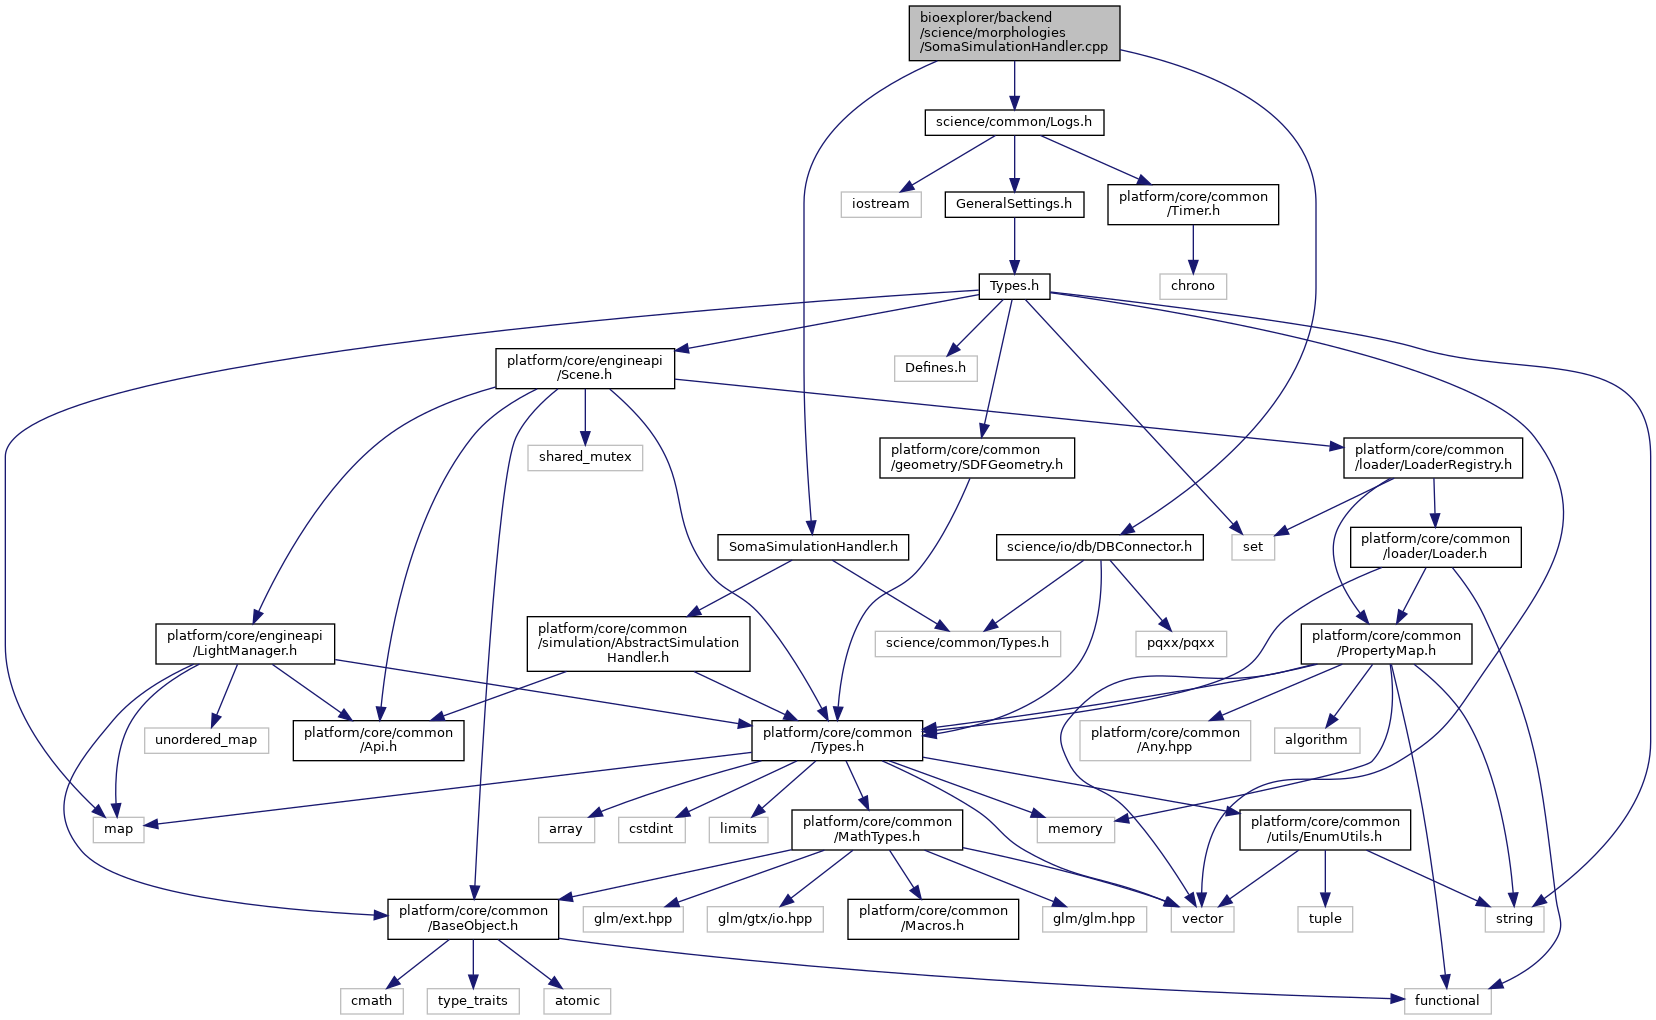 bioexplorer/backend
/science/morphologies
/SomaSimulationHandler.cpp
science/common/Logs.h
iostream
GeneralSettings.h
platform/core/common
/Timer.h
Types.h
chrono
platform/core/engineapi
/Scene.h
Defines.h
shared_mutex
platform/core/common
/geometry/SDFGeometry.h
platform/core/common
/loader/LoaderRegistry.h
SomaSimulationHandler.h
science/io/db/DBConnector.h
set
platform/core/common
/loader/Loader.h
platform/core/engineapi
/LightManager.h
platform/core/common
/simulation/AbstractSimulation
Handler.h
science/common/Types.h
pqxx/pqxx
platform/core/common
/PropertyMap.h
unordered_map
platform/core/common
/Api.h
platform/core/common
/Types.h
platform/core/common
/Any.hpp
algorithm
map
array
cstdint
limits
platform/core/common
/MathTypes.h
memory
platform/core/common
/utils/EnumUtils.h
platform/core/common
/BaseObject.h
glm/ext.hpp
glm/gtx/io.hpp
platform/core/common
/Macros.h
glm/glm.hpp
vector
tuple
string
cmath
type_traits
atomic
functional